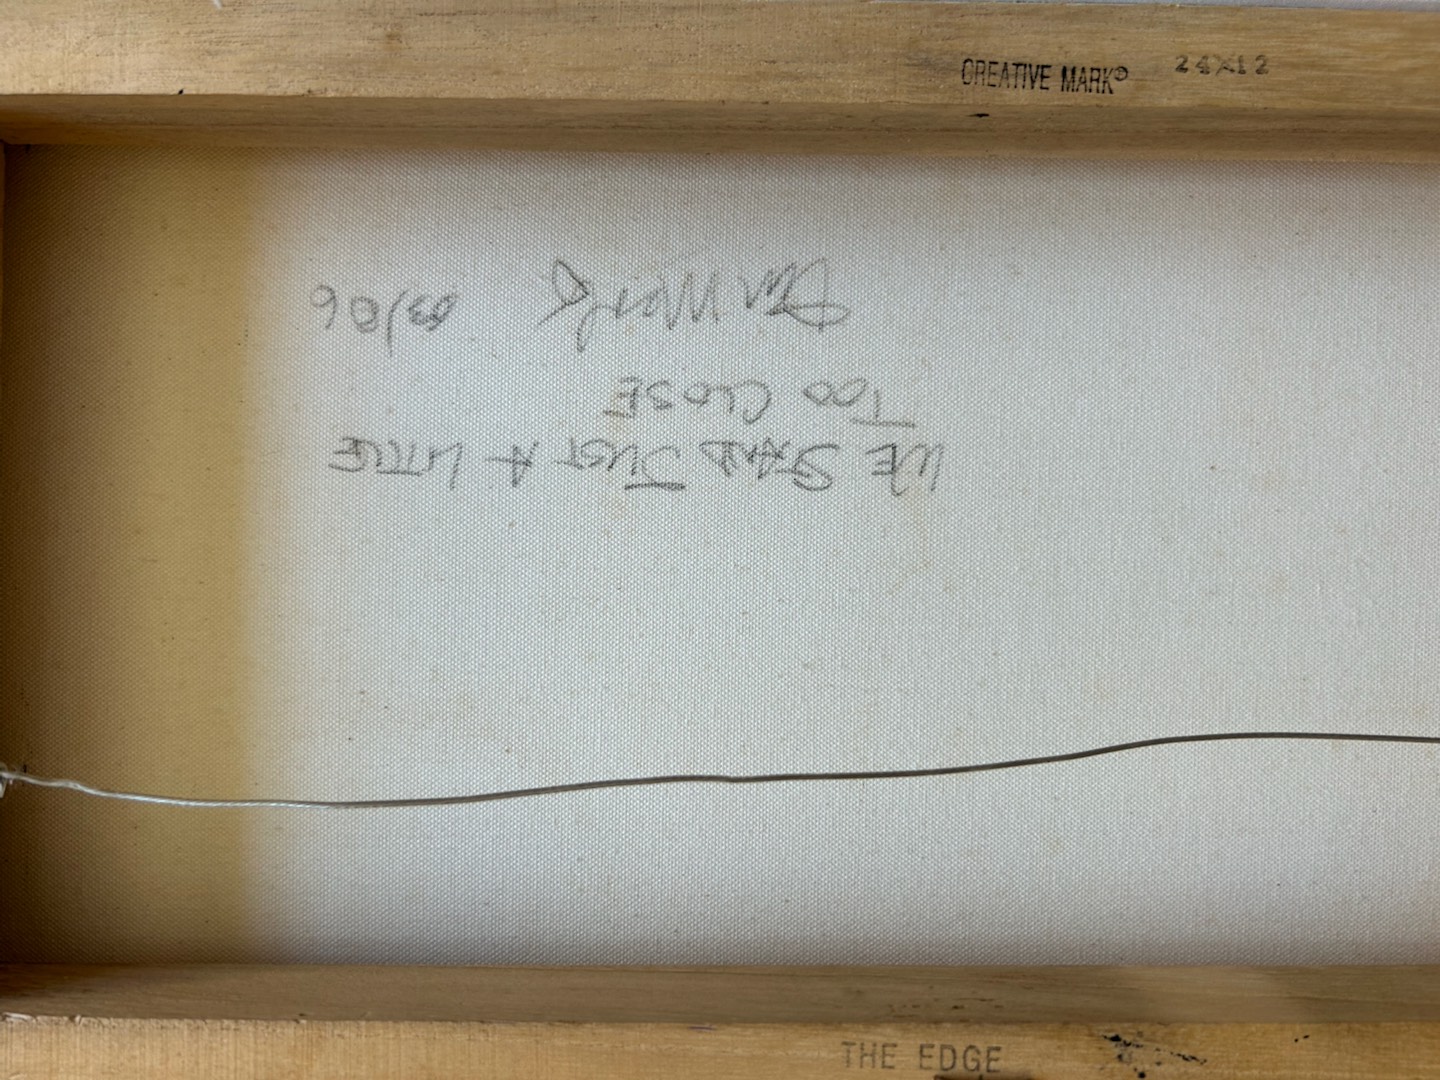 CREATIVE MARK© 24X12
WE STAND JUST A LITTLE
TOO CLOSE
03/06
THE EDGE